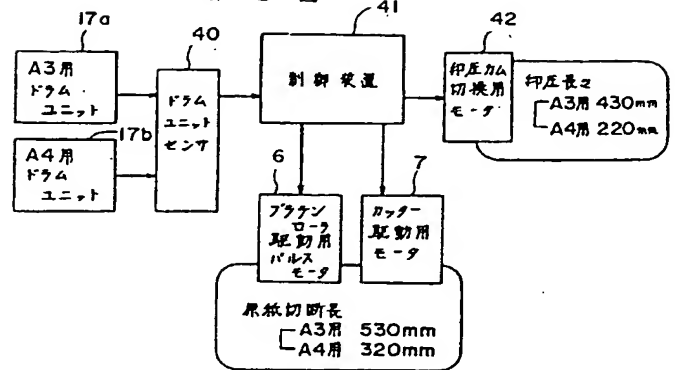 17a
40
41
42
A3用
ドラム
ユニット
ドラム
ユニット
センサ
制御装置
印圧カム
切換用
モータ
印圧長さ
A3用 430mm
A4用 220mm
17b
A4用
ドラム
ユニット
6
7
プラテン
ローラ
駆動用
パルス
モータ
カッター
駆動用
モータ
原紙切断長
A3用 530mm
A4用 320mm